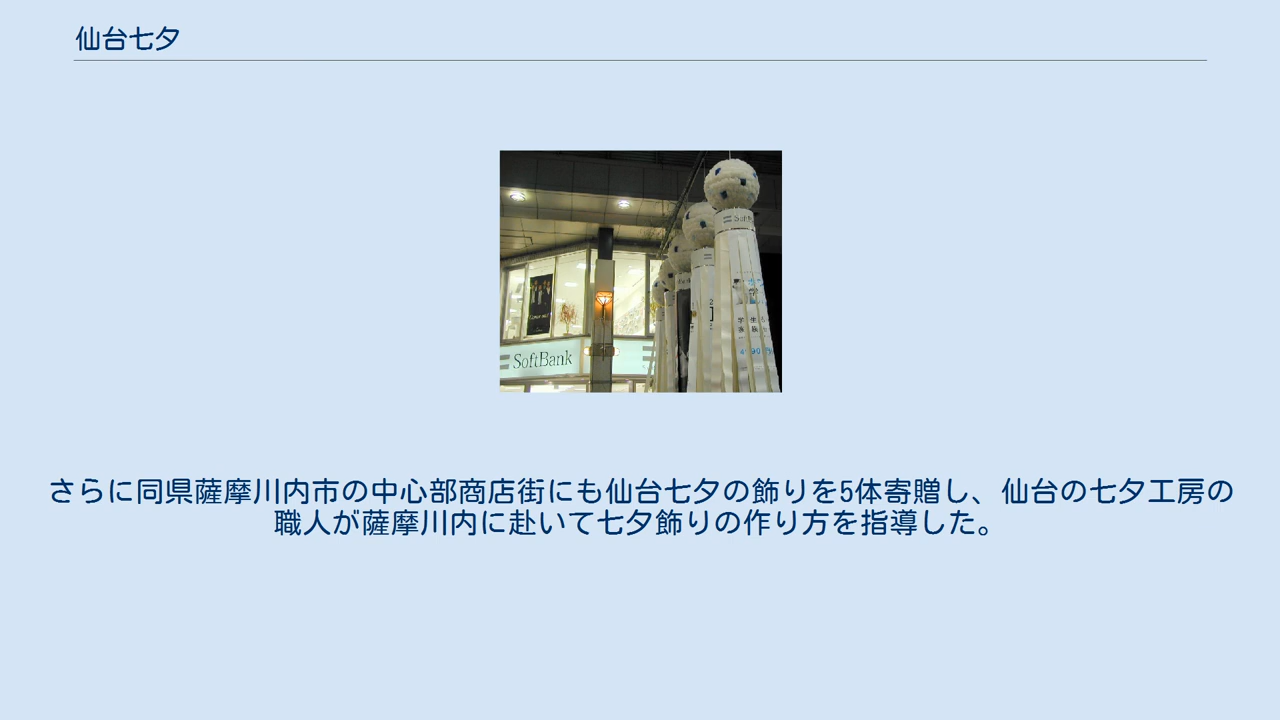 仙台七夕
SoftBank
さらに同県薩摩川内市の中心部商店街にも仙台七夕の飾りを5体寄贈し、仙台の七夕工房の
職人が薩摩川内に赴いて七夕飾りの作り方を指導した。